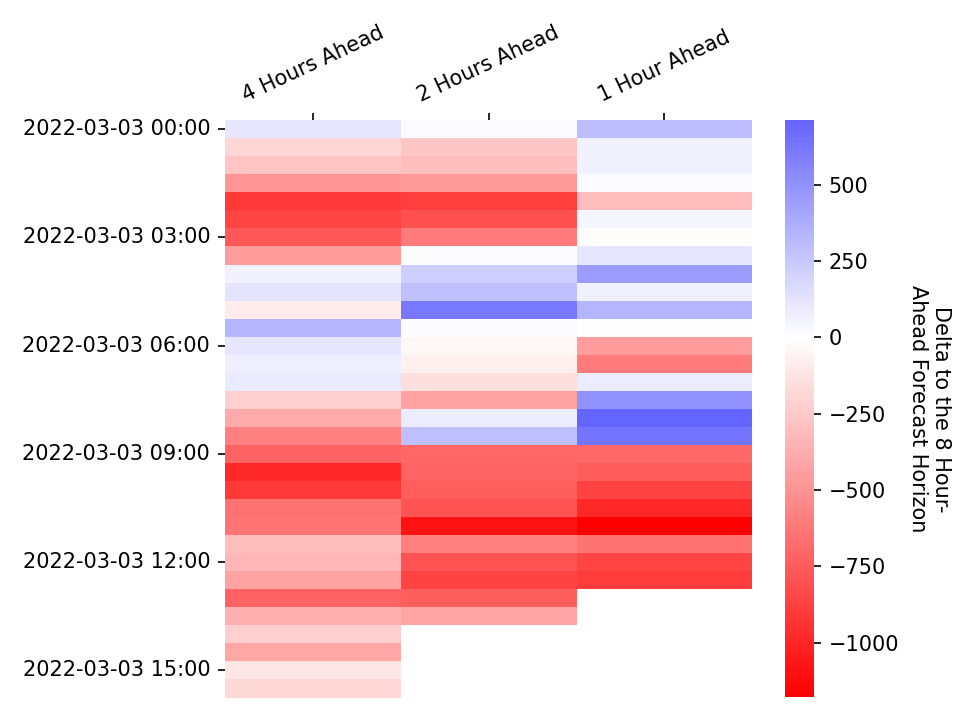 4 Hours Ahead
2 Hours Ahead
1 Hour Ahead
2022-03-03 00:00
2022-03-03 03:00
2022-03-03 06:00
2022-03-03 09:00
2022-03-03 12:00
2022-03-03 15:00
500
250
0
−250
−500
−750
−1000
Delta to the 8 Hour-
Ahead Forecast Horizon